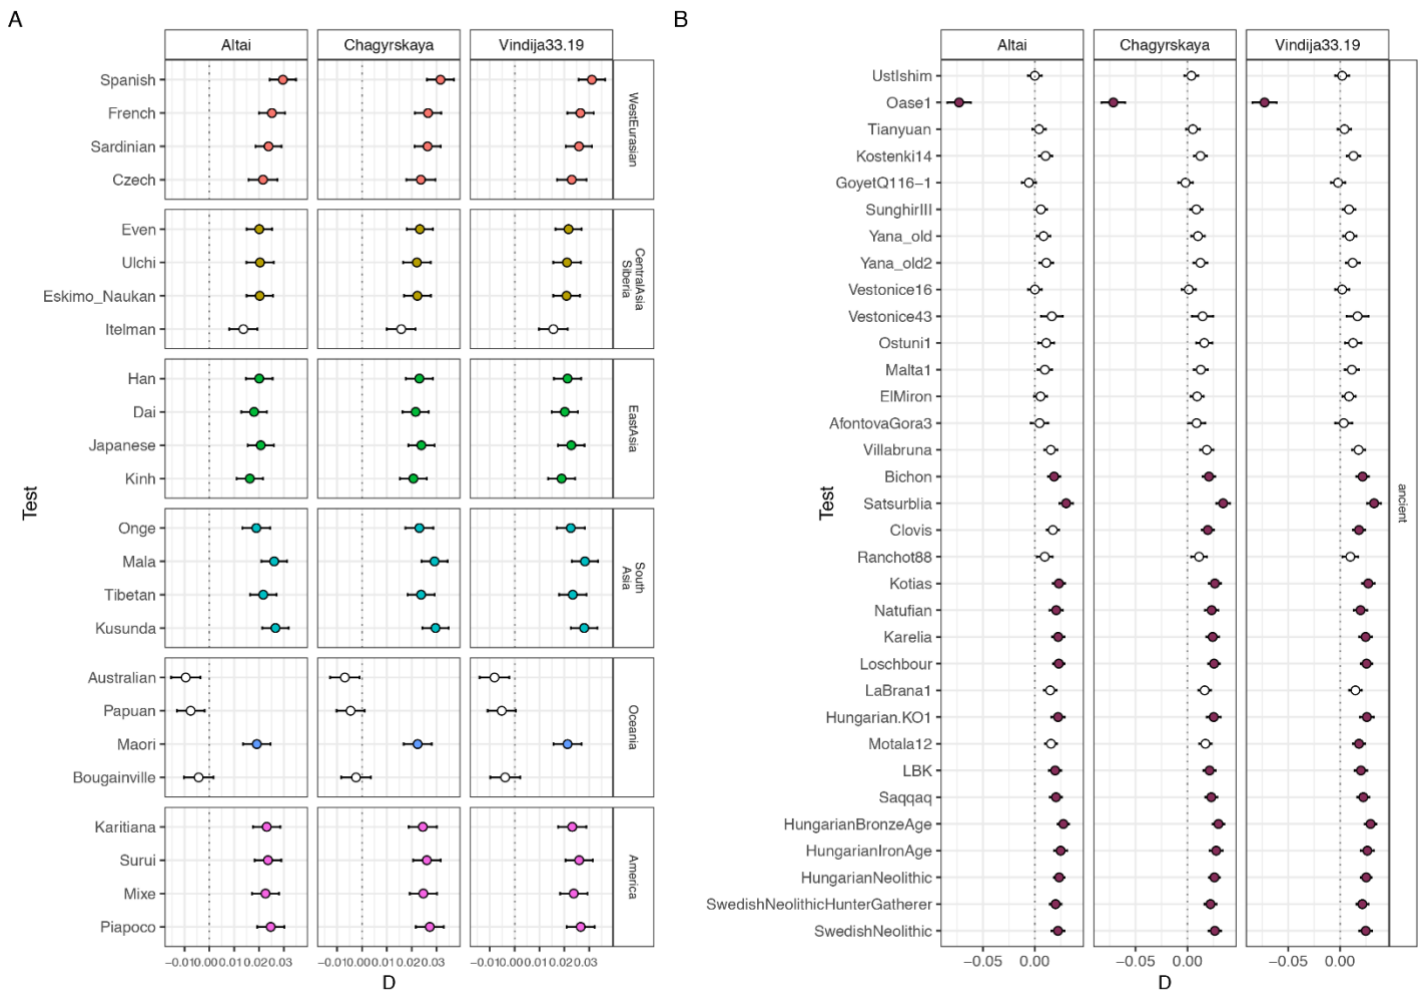 A
Altai
Chagyrskaya
Vindija33.19
Spanish
French
Sardinian
Czech
WestEurasian
Even
Ulchi
Eskimo_Naukan
Itelman
CentralAsia
Siberia
Han
Dai
Japanese
Kinh
EastAsia
Onge
Mala
Tibetan
Kusunda
South
Asia
Australian
Papuan
Maori
Bougainville
Oceania
Karitiana
Surui
Mixe
Piapoco
America
Test
−0.010.000.010.020.03
−0.010.000.010.020.03
−0.010.000.010.020.03
D
B
Altai
Chagyrskaya
Vindija33.19
UstIshim
Oase1
Tianyuan
Kostenki14
GoyetQ116−1
SunghirIII
Yana_old
Yana_old2
Vestonice16
Vestonice43
Ostuni1
Malta1
ElMiron
AfontovaGora3
Villabruna
Bichon
Satsurblia
Clovis
Ranchot88
Kotias
Natufian
Karelia
Loschbour
LaBrana1
Hungarian.KO1
Motala12
LBK
Saqqaq
HungarianBronzeAge
HungarianIronAge
HungarianNeolithic
SwedishNeolithicHunterGatherer
SwedishNeolithic
ancient
Test
−0.05 0.00
−0.05 0.00
−0.05 0.00
D